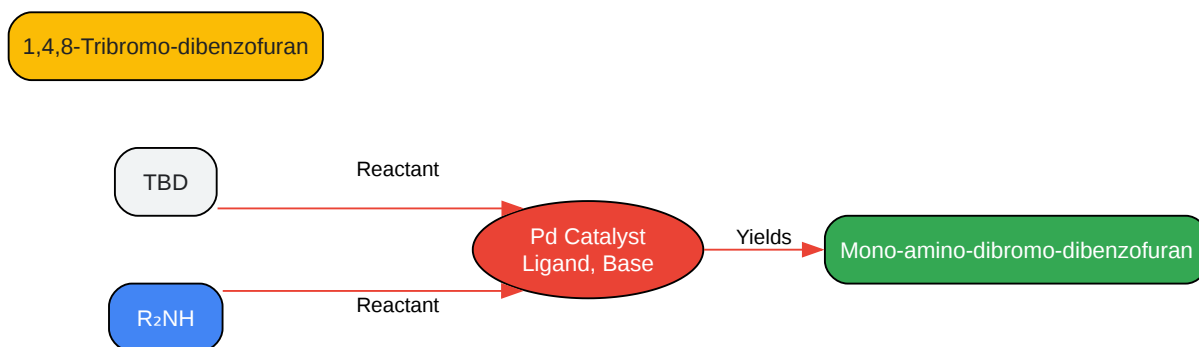 1,4,8-Tribromo-dibenzofuran
Reactant
TBD
Pd Catalyst
Ligand, Base
Yields
Mono-amino-dibromo-dibenzofuran
Reactant
R₂NH